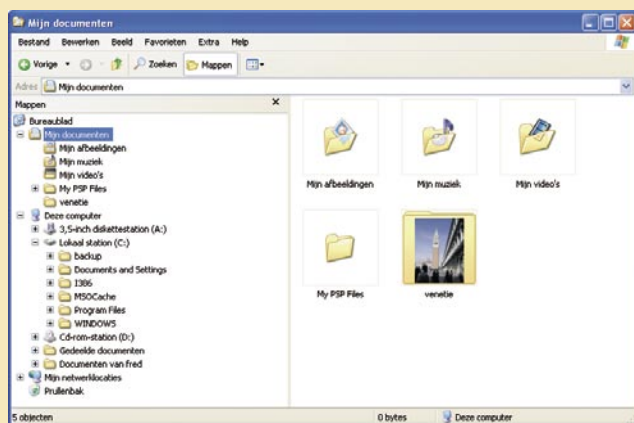 Mijn documenten
Bestand Bewerken Beeld Favorieten Extra Help
Vorige Zoeken Mappen
Adres Mijn documenten
Mappen
Bureaublad
Mijn documenten
Mijn afbeeldingen
Mijn muziek
Mijn video's
My PSP Files
venetie
Deze computer
3,5-inch diskettestation (A:)
Lokaal station (C:)
backup
Documents and Settings
I386
MSOCache
Program Files
WINDOWS
Cd-rom-station (D:)
Gedeelde documenten
Documenten van fred
Mijn netwerklocaties
Prullenbak
Mijn afbeeldingen Mijn muziek Mijn video's
My PSP Files venetie
5 objecten 0 bytes Deze computer